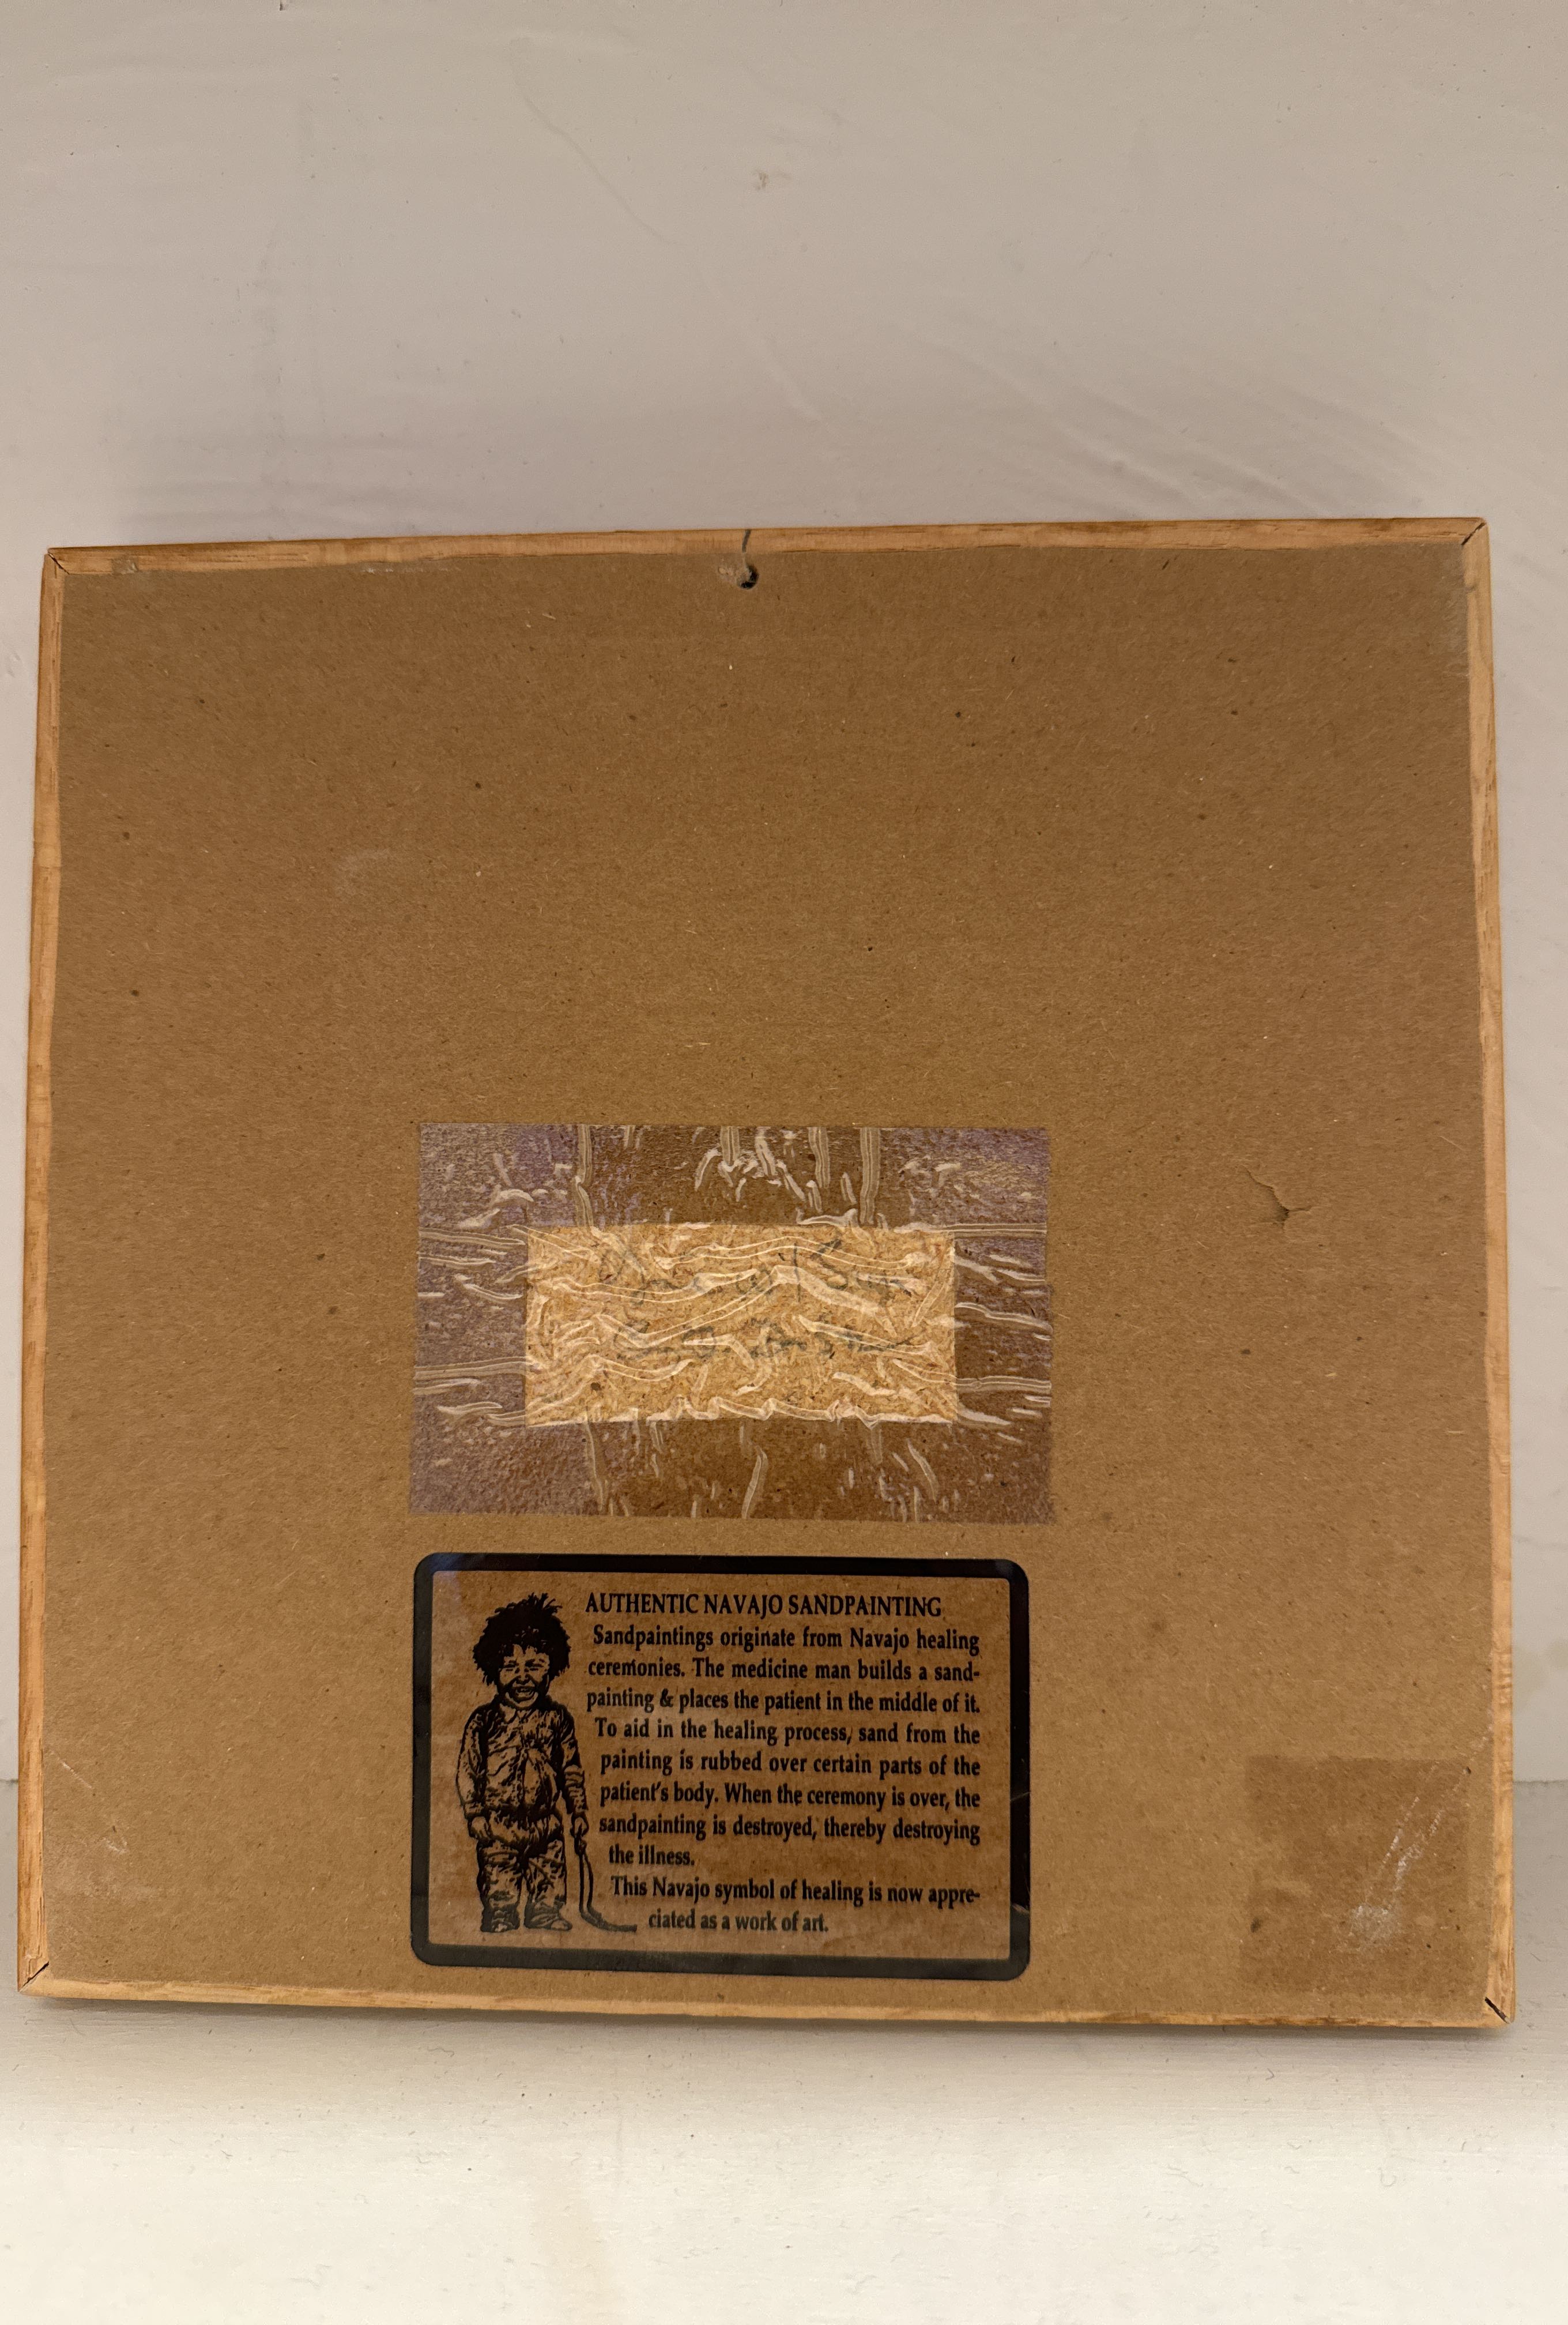 AUTHENTIC NAVAJO SANDPAINTING
Sandpaintings originate from Navajo healing
ceremonies. The medicine man builds a sand-
painting & places the patient in the middle of it.
To aid in the healing process, sand from the
painting is rubbed over certain parts of the
patient's body. When the ceremony is over, the
sandpainting is destroyed, thereby destroying
the illness.
This Navajo symbol of healing is now appre-
ciated as a work of art.